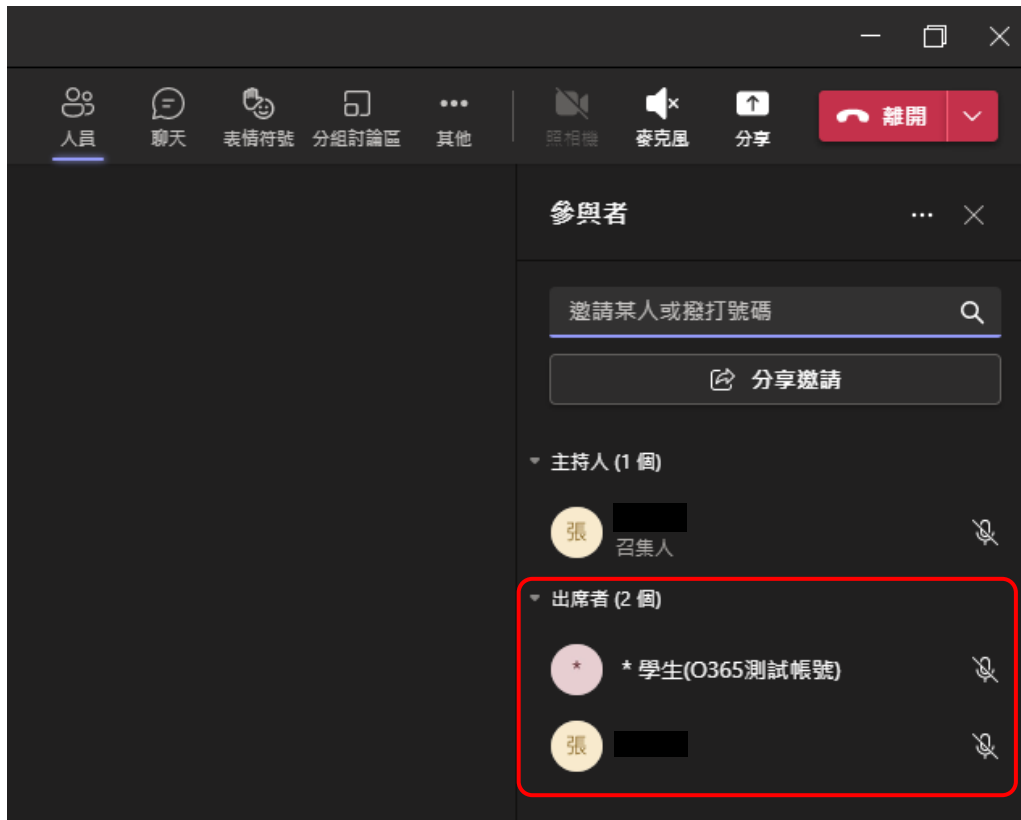 人員 聊天 表情符號 分組討論區 其他 照相機 麥克風 分享 離開
參與者
邀請某人或撥打號碼
分享邀請
主持人 (1 個)
張
召集人
出席者 (2 個)
* * 學生(O365測試帳號)
張